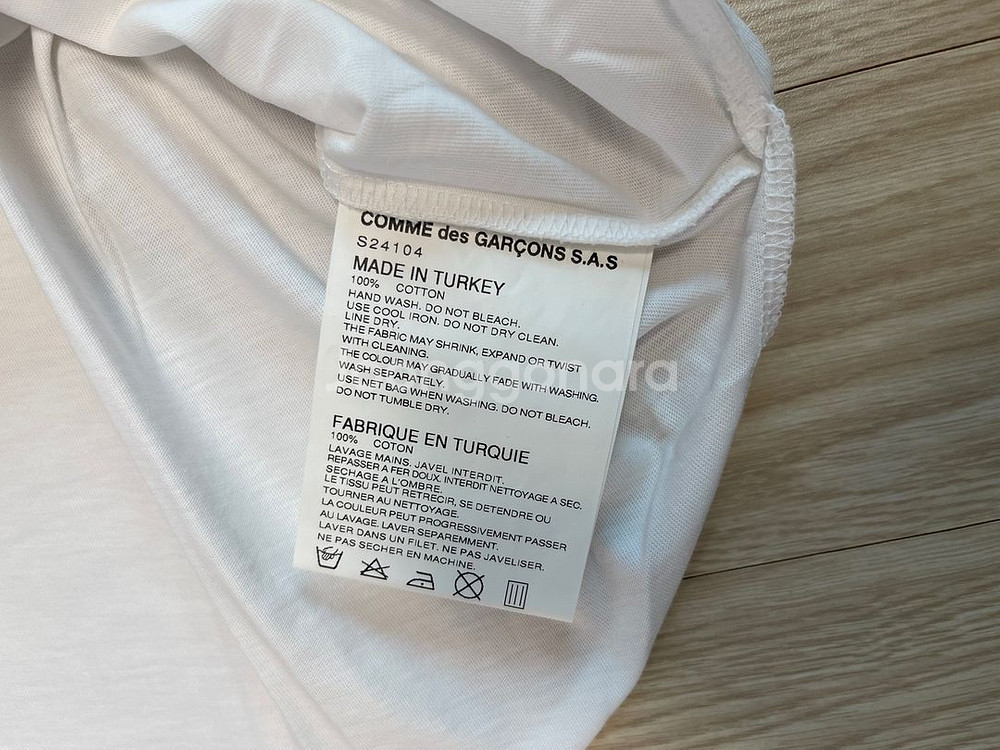 COMME des GARÇONS S.A.S
S24104
MADE IN TURKEY
100% COTTON
HAND WASH. DO NOT BLEACH.
USE COOL IRON. DO NOT DRY CLEAN.
LINE DRY.
THE FABRIC MAY SHRINK, EXPAND OR TWIST
WITH CLEANING.
THE COLOUR MAY GRADUALLY FADE WITH WASHING.
WASH SEPARATELY.
USE NET BAG WHEN WASHING. DO NOT BLEACH.
DO NOT TUMBLE DRY.
FABRIQUE EN TURQUIE
100% COTON
LAVAGE MAINS. JAVEL INTERDIT.
REPASSER A FER DOUX. INTERDIT NETTOYAGE A SEC.
SECHAGE A L'OMBRE.
LE TISSU PEUT RETRECIR, SE DETENDRE OU
TOURNER AU NETTOYAGE.
LA COULEUR PEUT PROGRESSIVEMENT PASSER
AU LAVAGE. LAVER SEPAREMMENT.
LAVER DANS UN FILET. NE PAS JAVELISER.
NE PAS SECHER EN MACHINE.